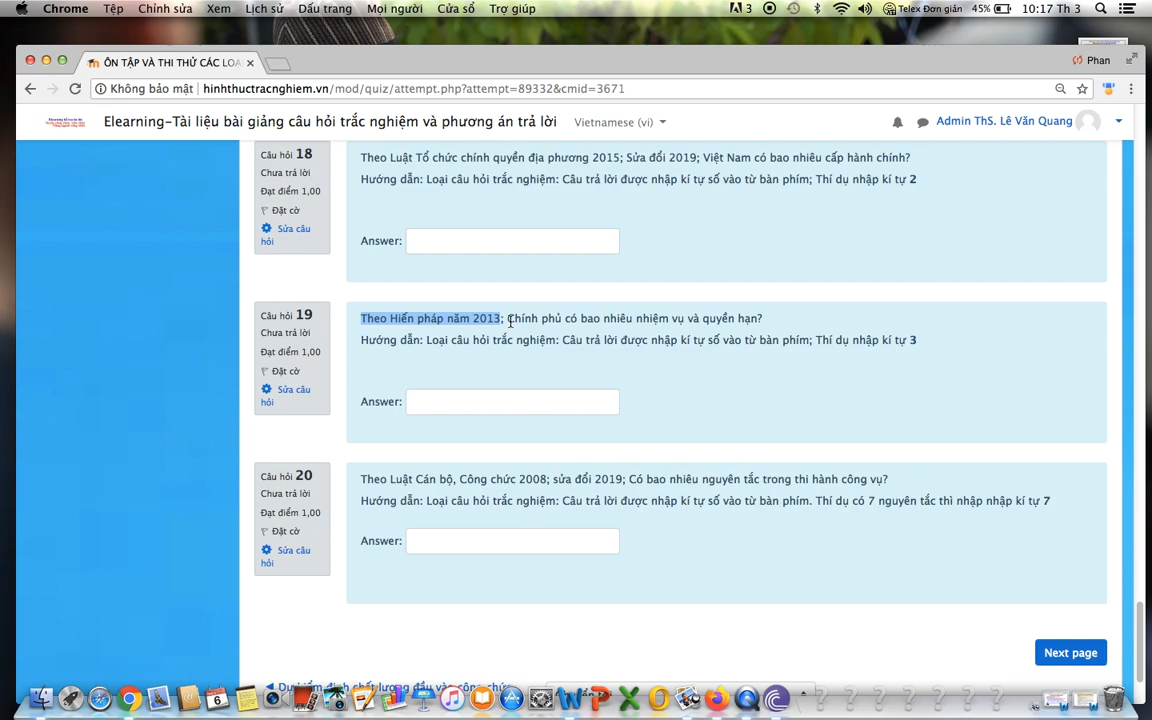 Chrome Tệp Chỉnh sửa Xem Lịch sử Dấu trang Mọi người Cửa sổ Trợ giúp 3 Telex Đơn giản 45% 10:17 Th 3
ÔN TẬP VÀ THI THỬ CÁC LOẠ
Phan
Không bảo mật | hinhthuctracnghiem.vn/mod/quiz/attempt.php?attempt=89332&cmid=3671
Elearning-Tài liệu bài giảng câu hỏi trắc nghiệm và phương án trả lời Vietnamese (vi) Admin ThS. Lê Văn Quang
Câu hỏi 18
Chưa trả lời
Đạt điểm 1,00
Đặt cờ
Sửa câu
hỏi
Theo Luật Tổ chức chính quyền địa phương 2015; Sửa đổi 2019; Việt Nam có bao nhiêu cấp hành chính?
Hướng dẫn: Loại câu hỏi trắc nghiệm: Câu trả lời được nhập kí tự số vào từ bàn phím; Thí dụ nhập kí tự 2
Answer:
Câu hỏi 19
Chưa trả lời
Đạt điểm 1,00
Đặt cờ
Sửa câu
hỏi
Theo Hiến pháp năm 2013; Chính phủ có bao nhiêu nhiệm vụ và quyền hạn?
Hướng dẫn: Loại câu hỏi trắc nghiệm: Câu trả lời được nhập kí tự số vào từ bàn phím; Thí dụ nhập kí tự 3
Answer:
Câu hỏi 20
Chưa trả lời
Đạt điểm 1,00
Đặt cờ
Sửa câu
hỏi
Theo Luật Cán bộ, Công chức 2008; sửa đổi 2019; Có bao nhiêu nguyên tắc trong thi hành công vụ?
Hướng dẫn: Loại câu hỏi trắc nghiệm: Câu trả lời được nhập kí tự số vào từ bàn phím. Thí dụ có 7 nguyên tắc thì nhập nhập kí tự 7
Answer:
Next page